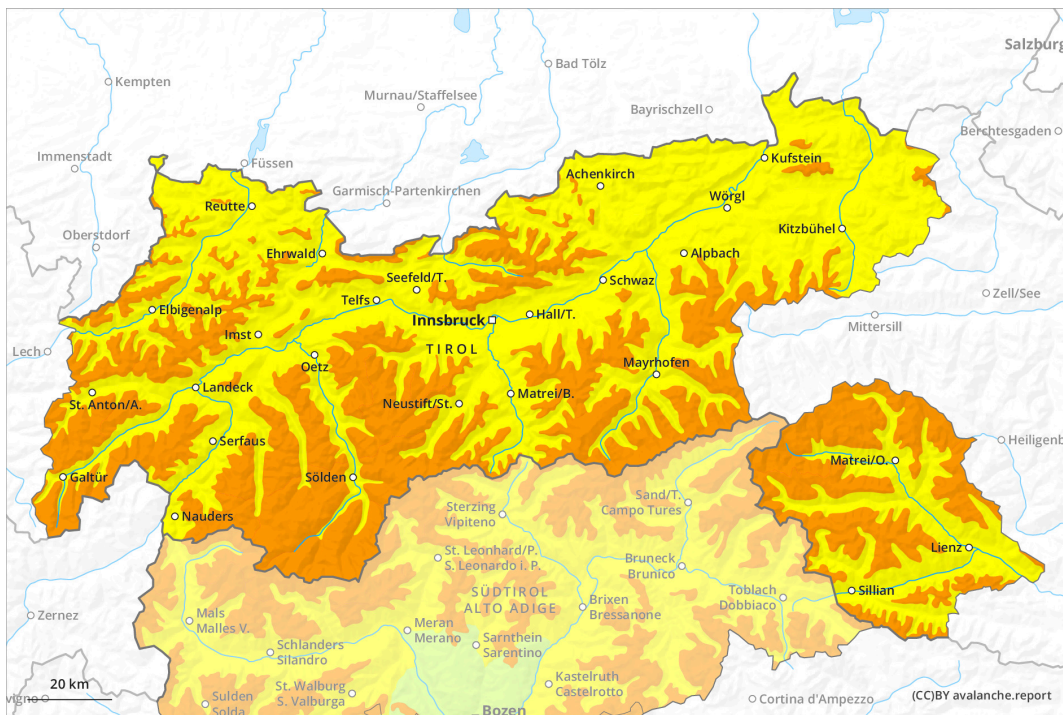 Salzburg
Kempten
Bad Tölz
Murnau/Staffelsee
Bayrischzell
Berchtesgaden
Immenstadt
Füssen
Kufstein
Achenkirch
Garmisch-Partenkirchen
Reutte
Wörgl
Oberstdorf
Kitzbühel
Ehrwald
Alpbach
Seefeld/T.
Schwaz
Telfs
Zell/See
Elbigenalp
Innsbruck
Hall/T.
Mittersill
Imst
TIROL
Lech
Oetz
Mayrhofen
Landeck
Matrei/B.
St. Anton/A.
Neustift/St.
Serfaus
Heiligenb
Matrei/O.
Galtür
Sölden
Sand/T.
Campo Tures
Sterzing
Vipiteno
Nauders
Lienz
St. Leonhard/P.
S. Leonardo i. P.
Bruneck
Brunico
SÜDTIROL
ALTO ADIGE
Toblach
Dobbiaco
Sillian
Brixen
Bressanone
Zernez
Mals
Malles V.
Meran
Merano
Sarnthein
Sarentino
Schlanders
Silandro
20 km
Kastelruth
Castelrotto
St. Walburg
S. Valburga
vigno
Sulden
Solda
Cortina d'Ampezzo
(CC)BY avalanche.report
Bozen